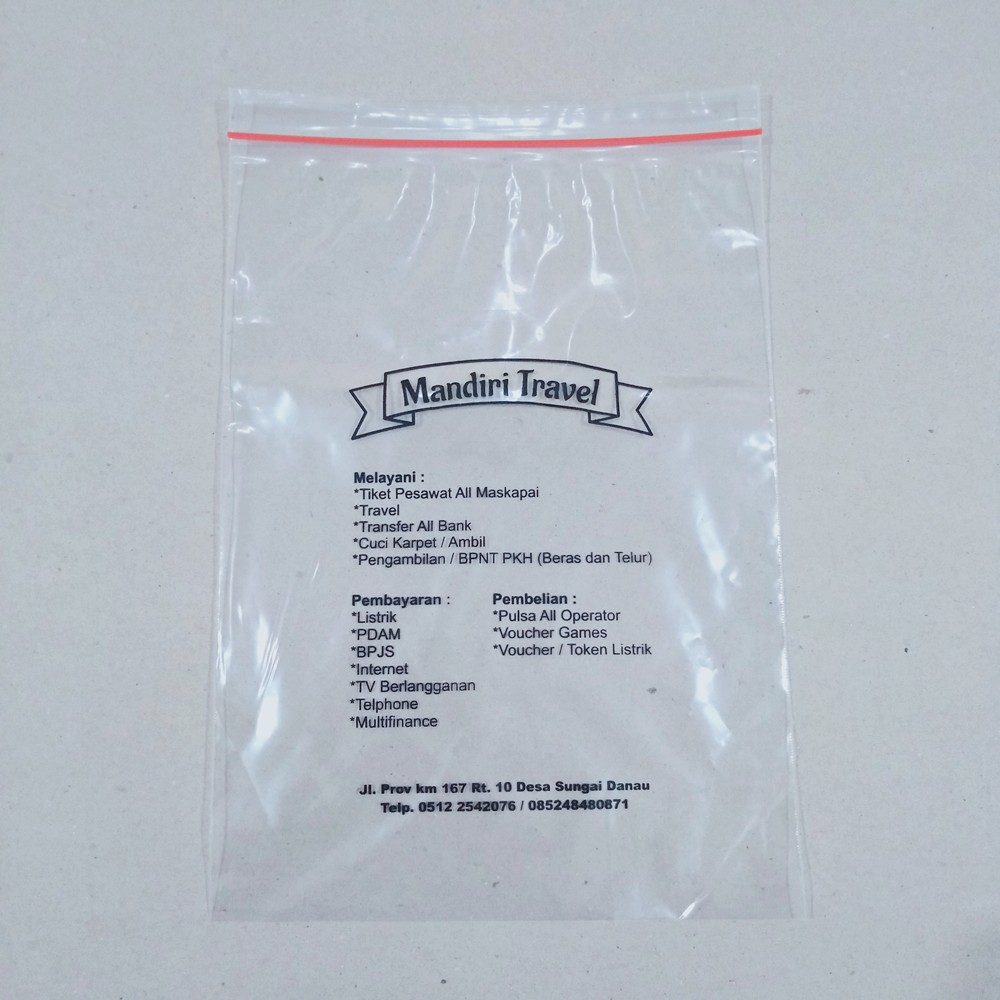 Mandiri Travel
Melayani :
*Tiket Pesawat All Maskapai
*Travel
*Transfer All Bank
*Cuci Karpet / Ambil
*Pengambilan / BPNT PKH (Beras dan Telur)
Pembayaran :
*Listrik
*PDAM
*BPJS
*Internet
*TV Berlangganan
*Telphone
*Multifinance
Pembelian :
*Pulsa All Operator
*Voucher Games
*Voucher / Token Listrik
Jl. Prov km 167 Rt. 10 Desa Sungai Danau
Telp. 0512 2542076 / 085248480871